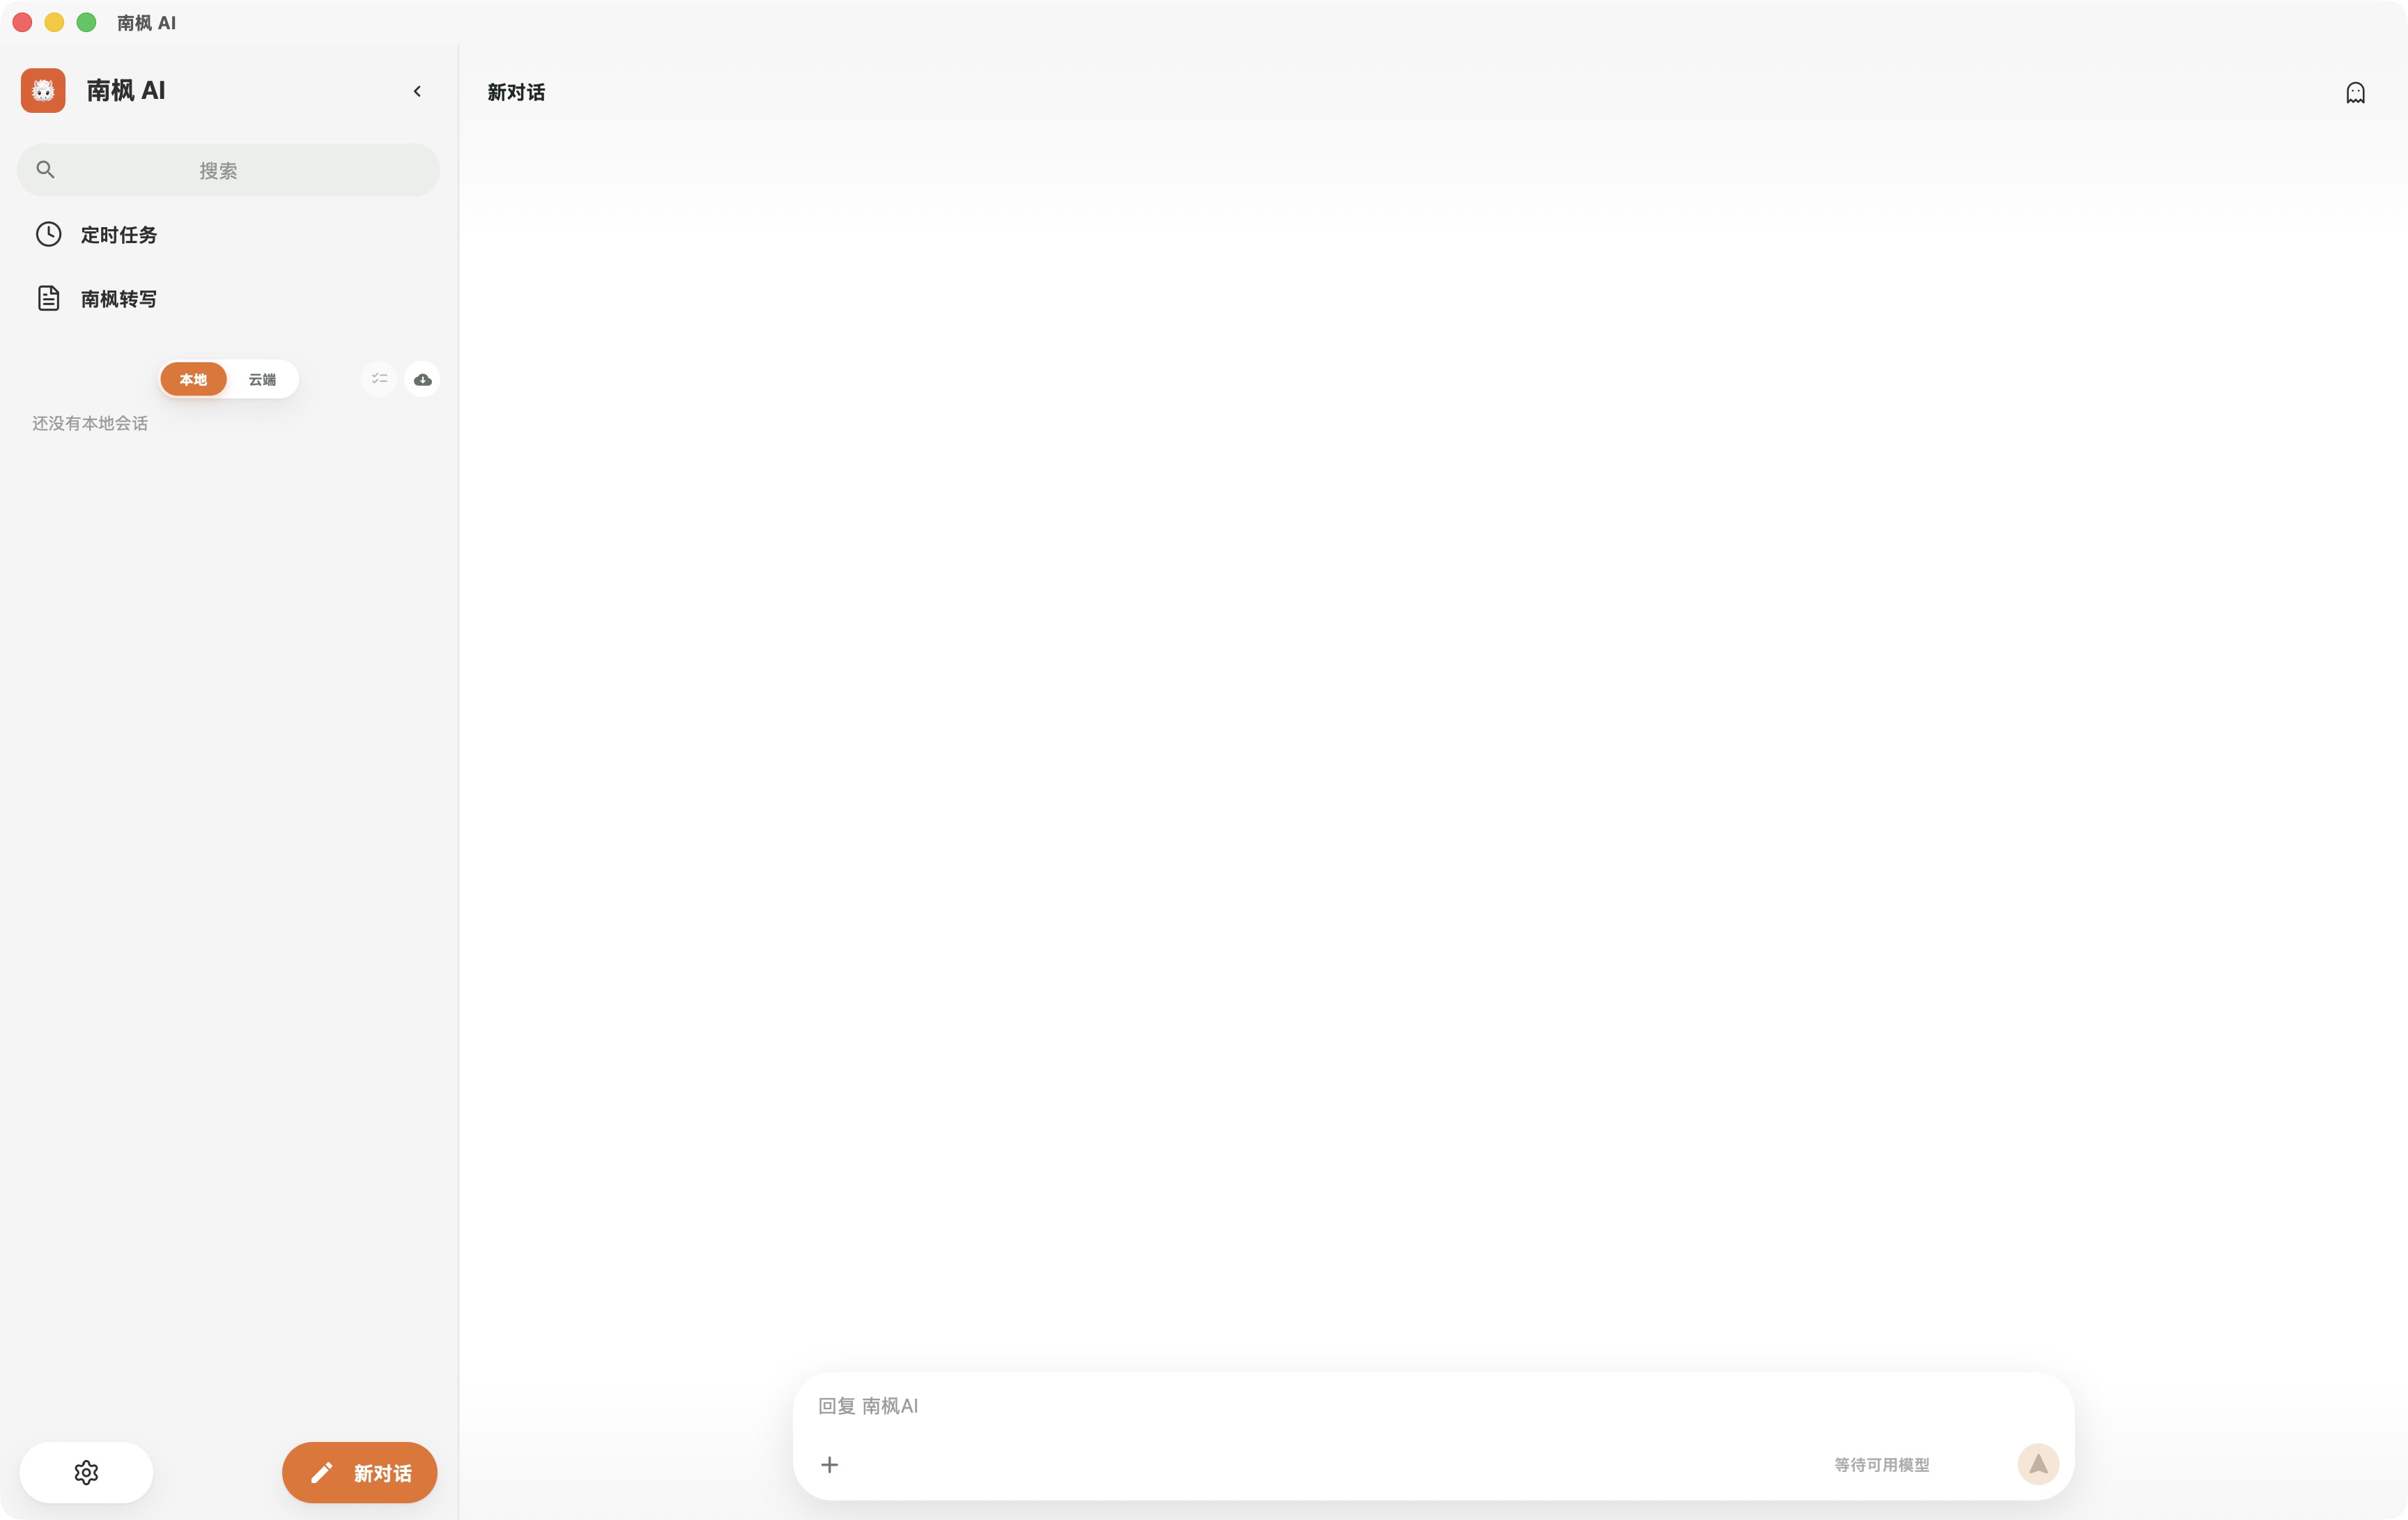 南枫 AI
南枫 AI
搜索
定时任务
南枫转写
本地 云端
还没有本地会话
新对话
新对话
回复 南枫AI
等待可用模型